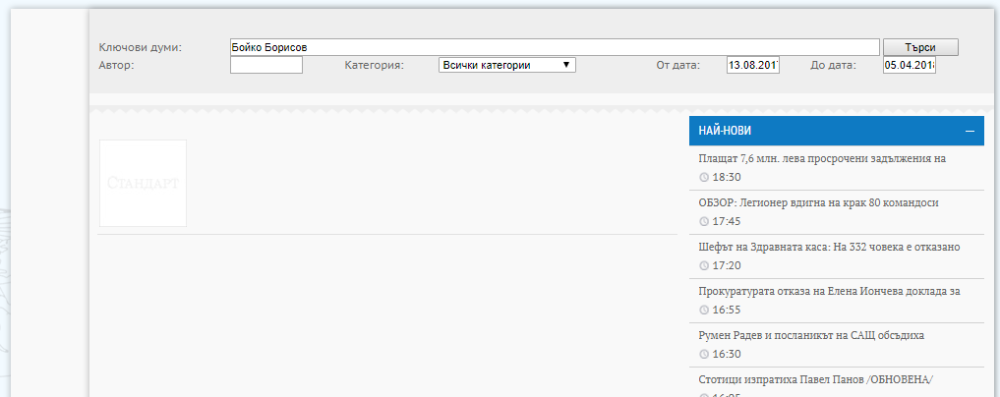 Ключови думи: Бойко Борисов Търси
Автор: Категория: Всички категории От дата: 13.08.201 До дата: 05.04.201
СТАНДАРТ
НАЙ-НОВИ
Плащат 7,6 млн. лева просрочени задължения на
18:30
ОБЗОР: Легионер вдигна на крак 80 командоси
17:45
Шефът на Здравната каса: На 332 човека е отказано
17:20
Прокуратурата отказа на Елена Йончева доклада за
16:55
Румен Радев и посланикът на САЩ обсъдиха
16:30
Стотици изпратиха Павел Панов /ОБНОВЕНА/